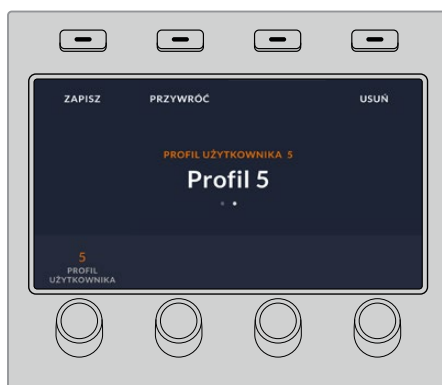 ZAPISZ PRZYWRÓĆ USUŃ
PROFIL UŻYTKOWNIKA 5
Profil 5
5
PROFIL
UŻYTKOWNIKA